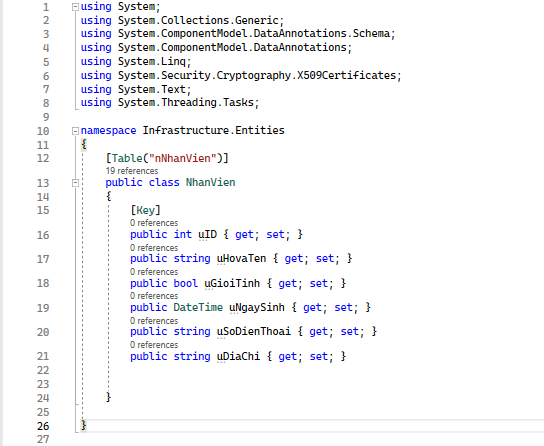 1 using System;
2 using System.Collections.Generic;
3 using System.ComponentModel.DataAnnotations.Schema;
4 using System.ComponentModel.DataAnnotations;
5 using System.Linq;
6 using System.Security.Cryptography.X509Certificates;
7 using System.Text;
8 using System.Threading.Tasks;
9
10 namespace Infrastructure.Entities
11 {
12 [Table("nNhanVien")]
19 references
13 public class NhanVien
14 {
15 [Key]
0 references
16 public int uID { get; set; }
0 references
17 public string uHovaTen { get; set; }
0 references
18 public bool uGioiTinh { get; set; }
0 references
19 public DateTime uNgaySinh { get; set; }
0 references
20 public string uSoDienThoai { get; set; }
0 references
21 public string uDiaChi { get; set; }
22
23
24 }
25
26 }
27